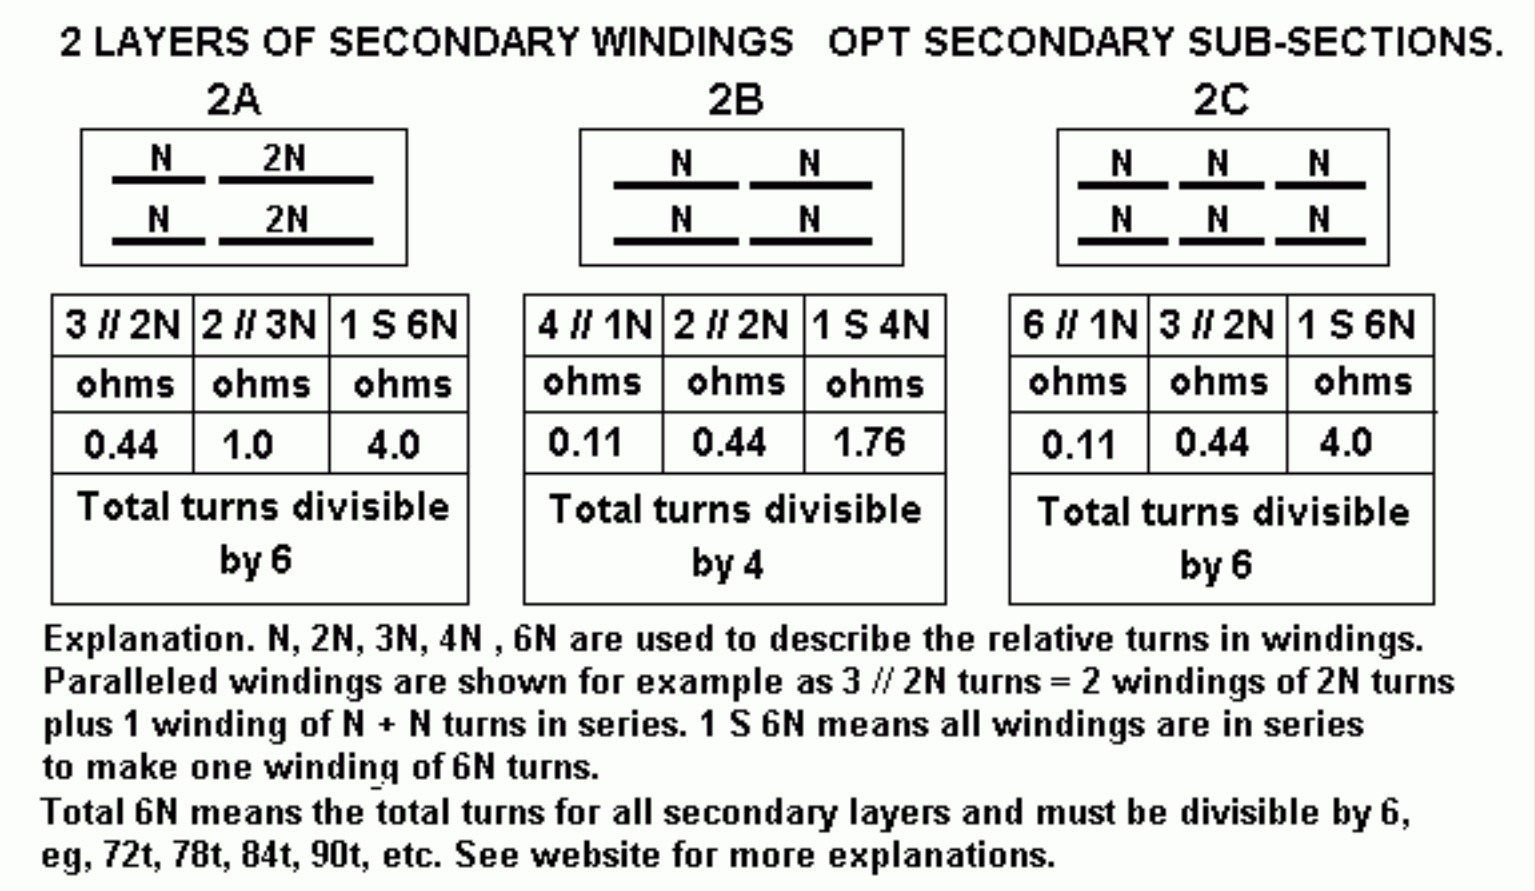 2 LAYERS OF SECONDARY WINDINGS OPT SECONDARY SUB-SECTIONS.
2A 2B 2C
N 2N N N N N N
N 2N N N N N N
3 // 2N 2 // 3N 1 S 6N 4 // 1N 2 // 2N 1 S 4N 6 // 1N 3 // 2N 1 S 6N
ohms ohms ohms ohms ohms ohms ohms ohms ohms
0.44 1.0 4.0 0.11 0.44 1.76 0.11 0.44 4.0
Total turns divisible Total turns divisible Total turns divisible
by 6 by 4 by 6
Explanation. N, 2N, 3N, 4N , 6N are used to describe the relative turns in windings.
Paralleled windings are shown for example as 3 // 2N turns = 2 windings of 2N turns
plus 1 winding of N + N turns in series. 1 S 6N means all windings are in series
to make one winding of 6N turns.
Total 6N means the total turns for all secondary layers and must be divisible by 6,
eg, 72t, 78t, 84t, 90t, etc. See website for more explanations.